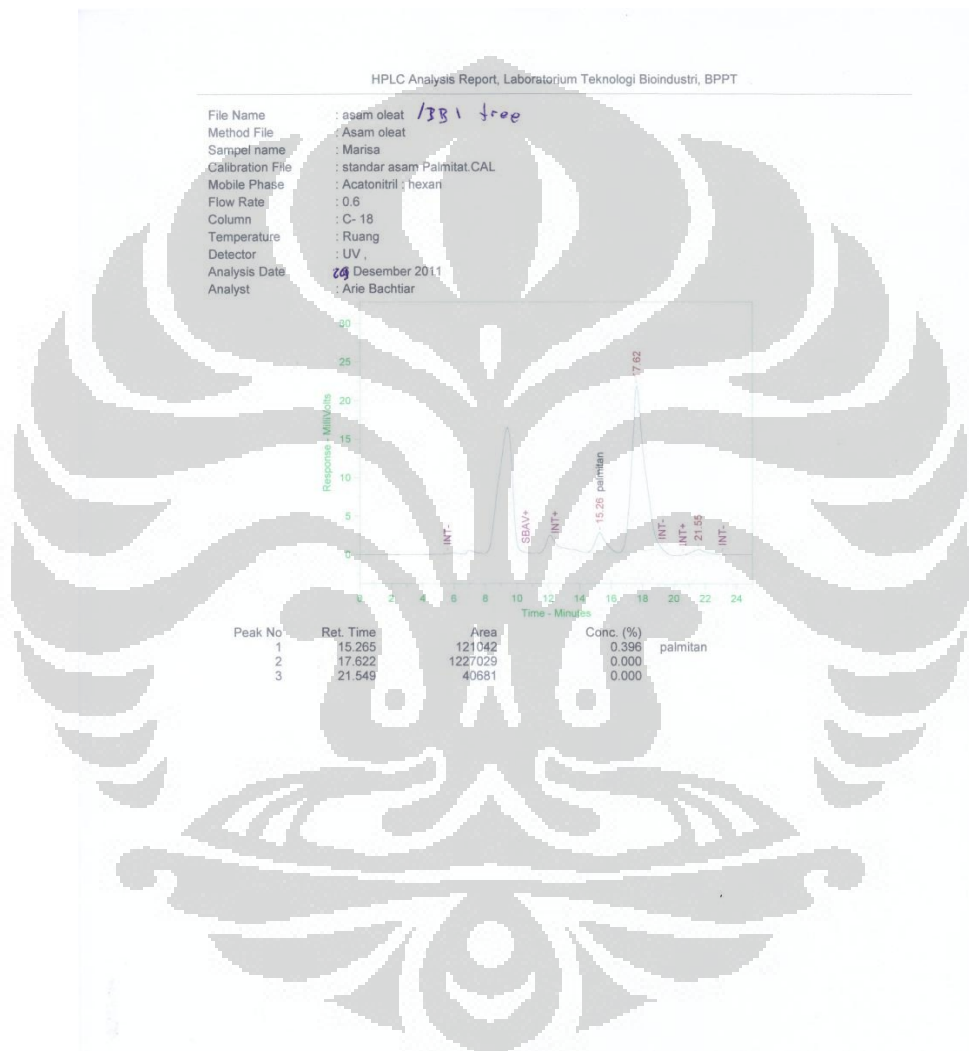 HPLC Analysis Report, Laboratorium Teknologi Bioindustri, BPPT
File Name : asam oleat / BB1 free
Method File : Asam oleat
Sampel name : Marisa
Calibration File : standar asam Palmitat.CAL
Mobile Phase : Acatonitril : hexan
Flow Rate : 0.6
Column : C- 18
Temperature : Ruang
Detector : UV ,
Analysis Date 29 Desember 2011
Analyst : Arie Bachtiar
Response - MilliVolts
30
25
20
15
10
5
INT-
SBAV+
INT+
15.26 palmitan
17.62
INT-
INT+
21.55
INT-
0 2 4 6 8 10 12 14 16 18 20 22 24
Time - Minutes
Peak No Ret. Time Area Conc. (%)
1 15.265 121042 0.396 palmitan
2 17.622 1227029 0.000
3 21.549 40681 0.000